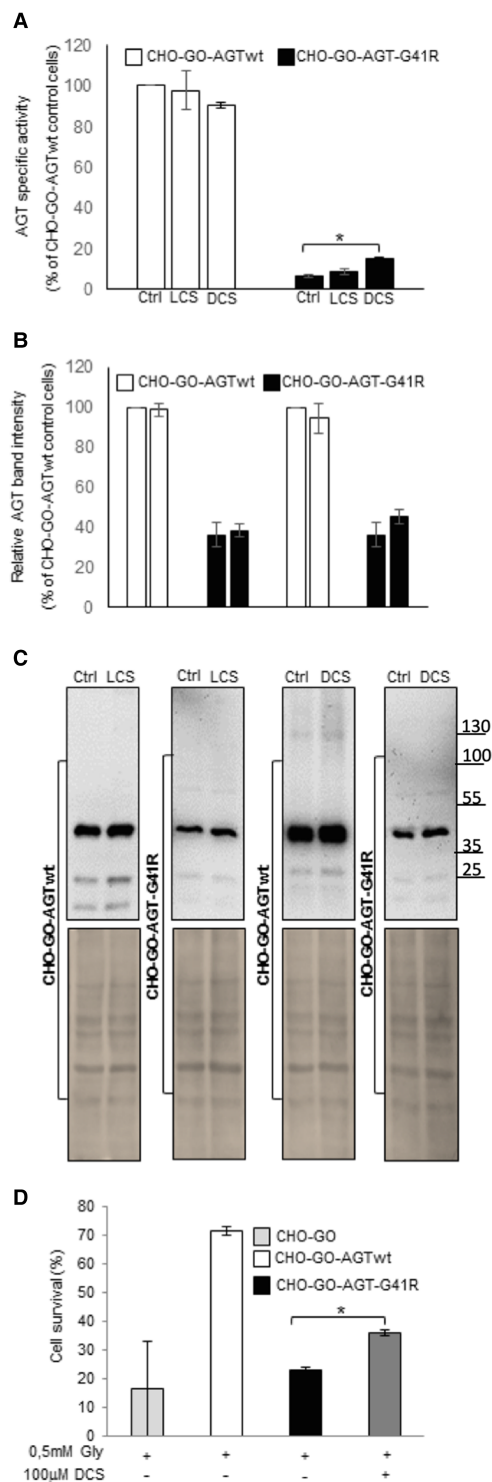 A
AGT specific activity
(% of CHO-GO-AGTwt control cells)
120
100
80
60
40
20
0
CHO-GO-AGTwt CHO-GO-AGT-G41R
*
Ctrl LCS DCS Ctrl LCS DCS
B
Relative AGT band intensity
(% of CHO-GO-AGTwt control cells)
120
100
80
60
40
20
0
CHO-GO-AGTwt CHO-GO-AGT-G41R
C
Ctrl LCS Ctrl LCS Ctrl DCS Ctrl DCS
130
100
55
35
25
CHO-GO-AGTwt
CHO-GO-AGT-G41R
CHO-GO-AGTwt
CHO-GO-AGT-G41R
D
Cell survival (%)
80
70
60
50
40
30
20
10
0
CHO-GO
CHO-GO-AGTwt
CHO-GO-AGT-G41R
*
0,5mM Gly + + + +
100µM DCS - - - +